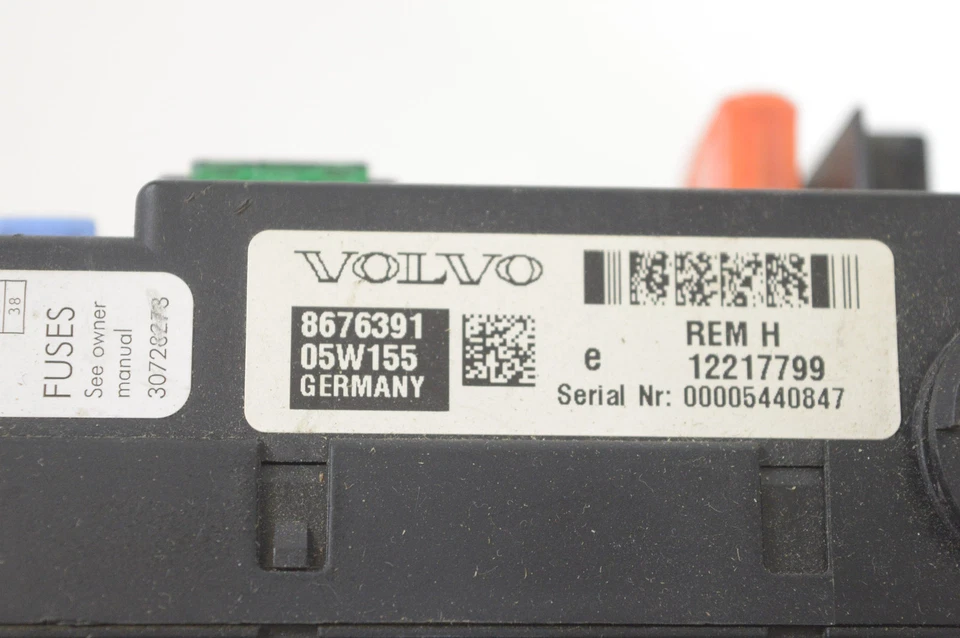 38
FUSES
See owner
manual
30728273
VOLVO
8676391
05W155
GERMANY
REM H
e 12217799
Serial Nr: 00005440847